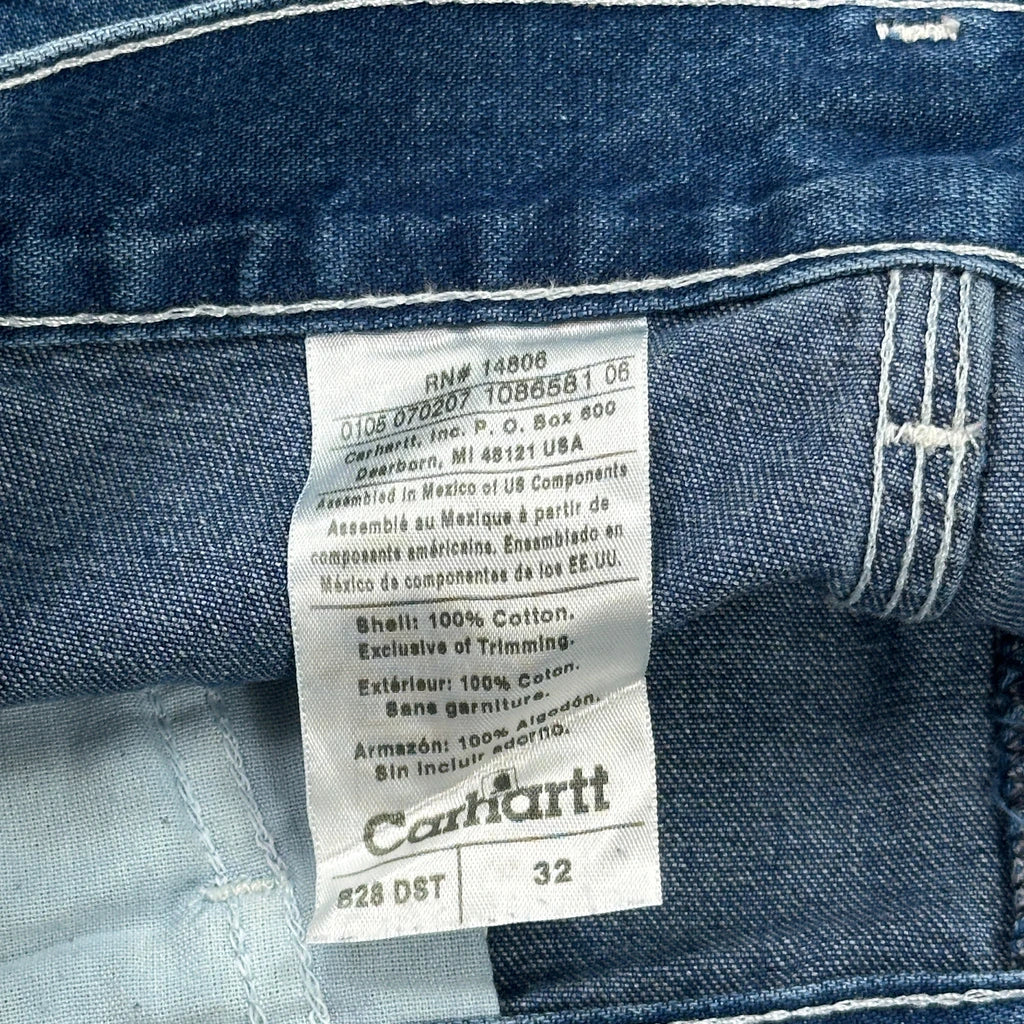 RN# 14806
0105 070207 1086581 06
Carhartt, Inc. P. O. Box 600
Dearborn, MI 48121 USA
Assembled in Mexico of US Components
Assemblé au Mexique à partir de
composants américains. Ensamblado en
México de componentes de los EE.UU.
Shell: 100% Cotton.
Exclusive of Trimming.
Extérieur: 100% Coton.
Sans garniture.
Armazón: 100% Algodón.
Sin incluir adorno.
Carhartt
828 DST
32